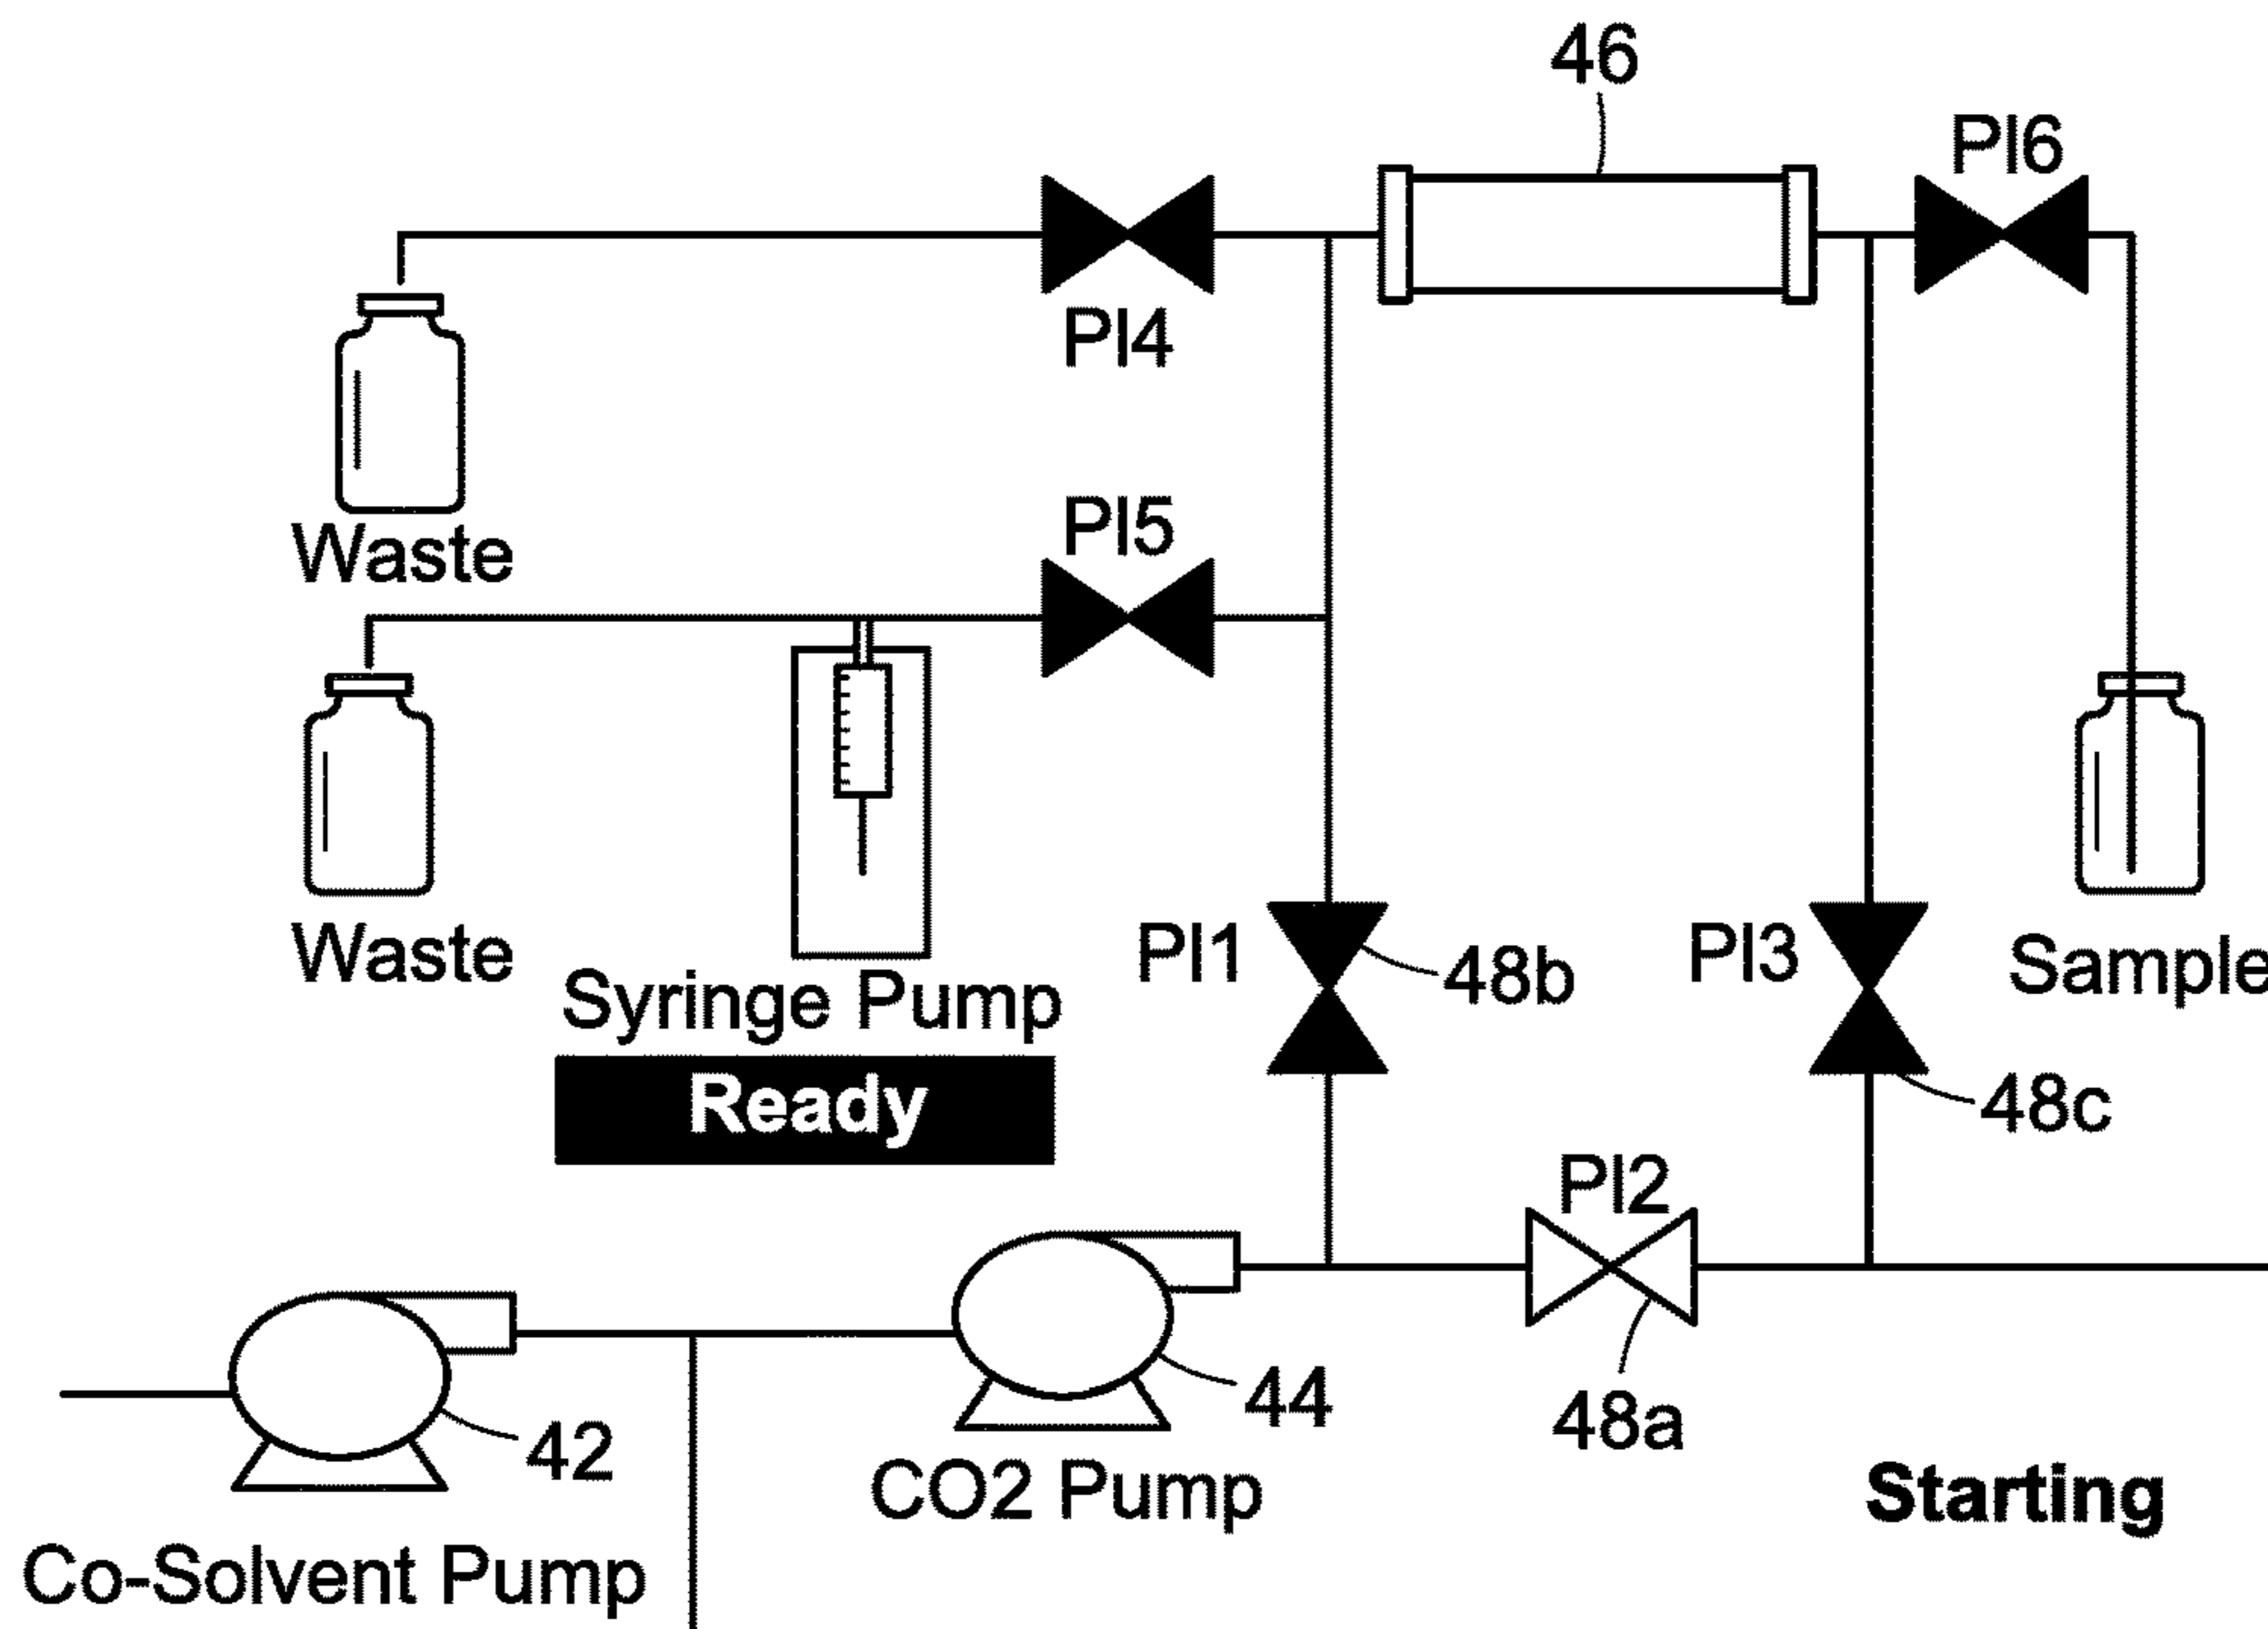 46
PI6
PI4
Waste
PI5
Waste
Syringe Pump
Ready
PI1
48b
PI3
Sample
48c
PI2
48a
44
42
CO2 Pump
Starting
Co-Solvent Pump